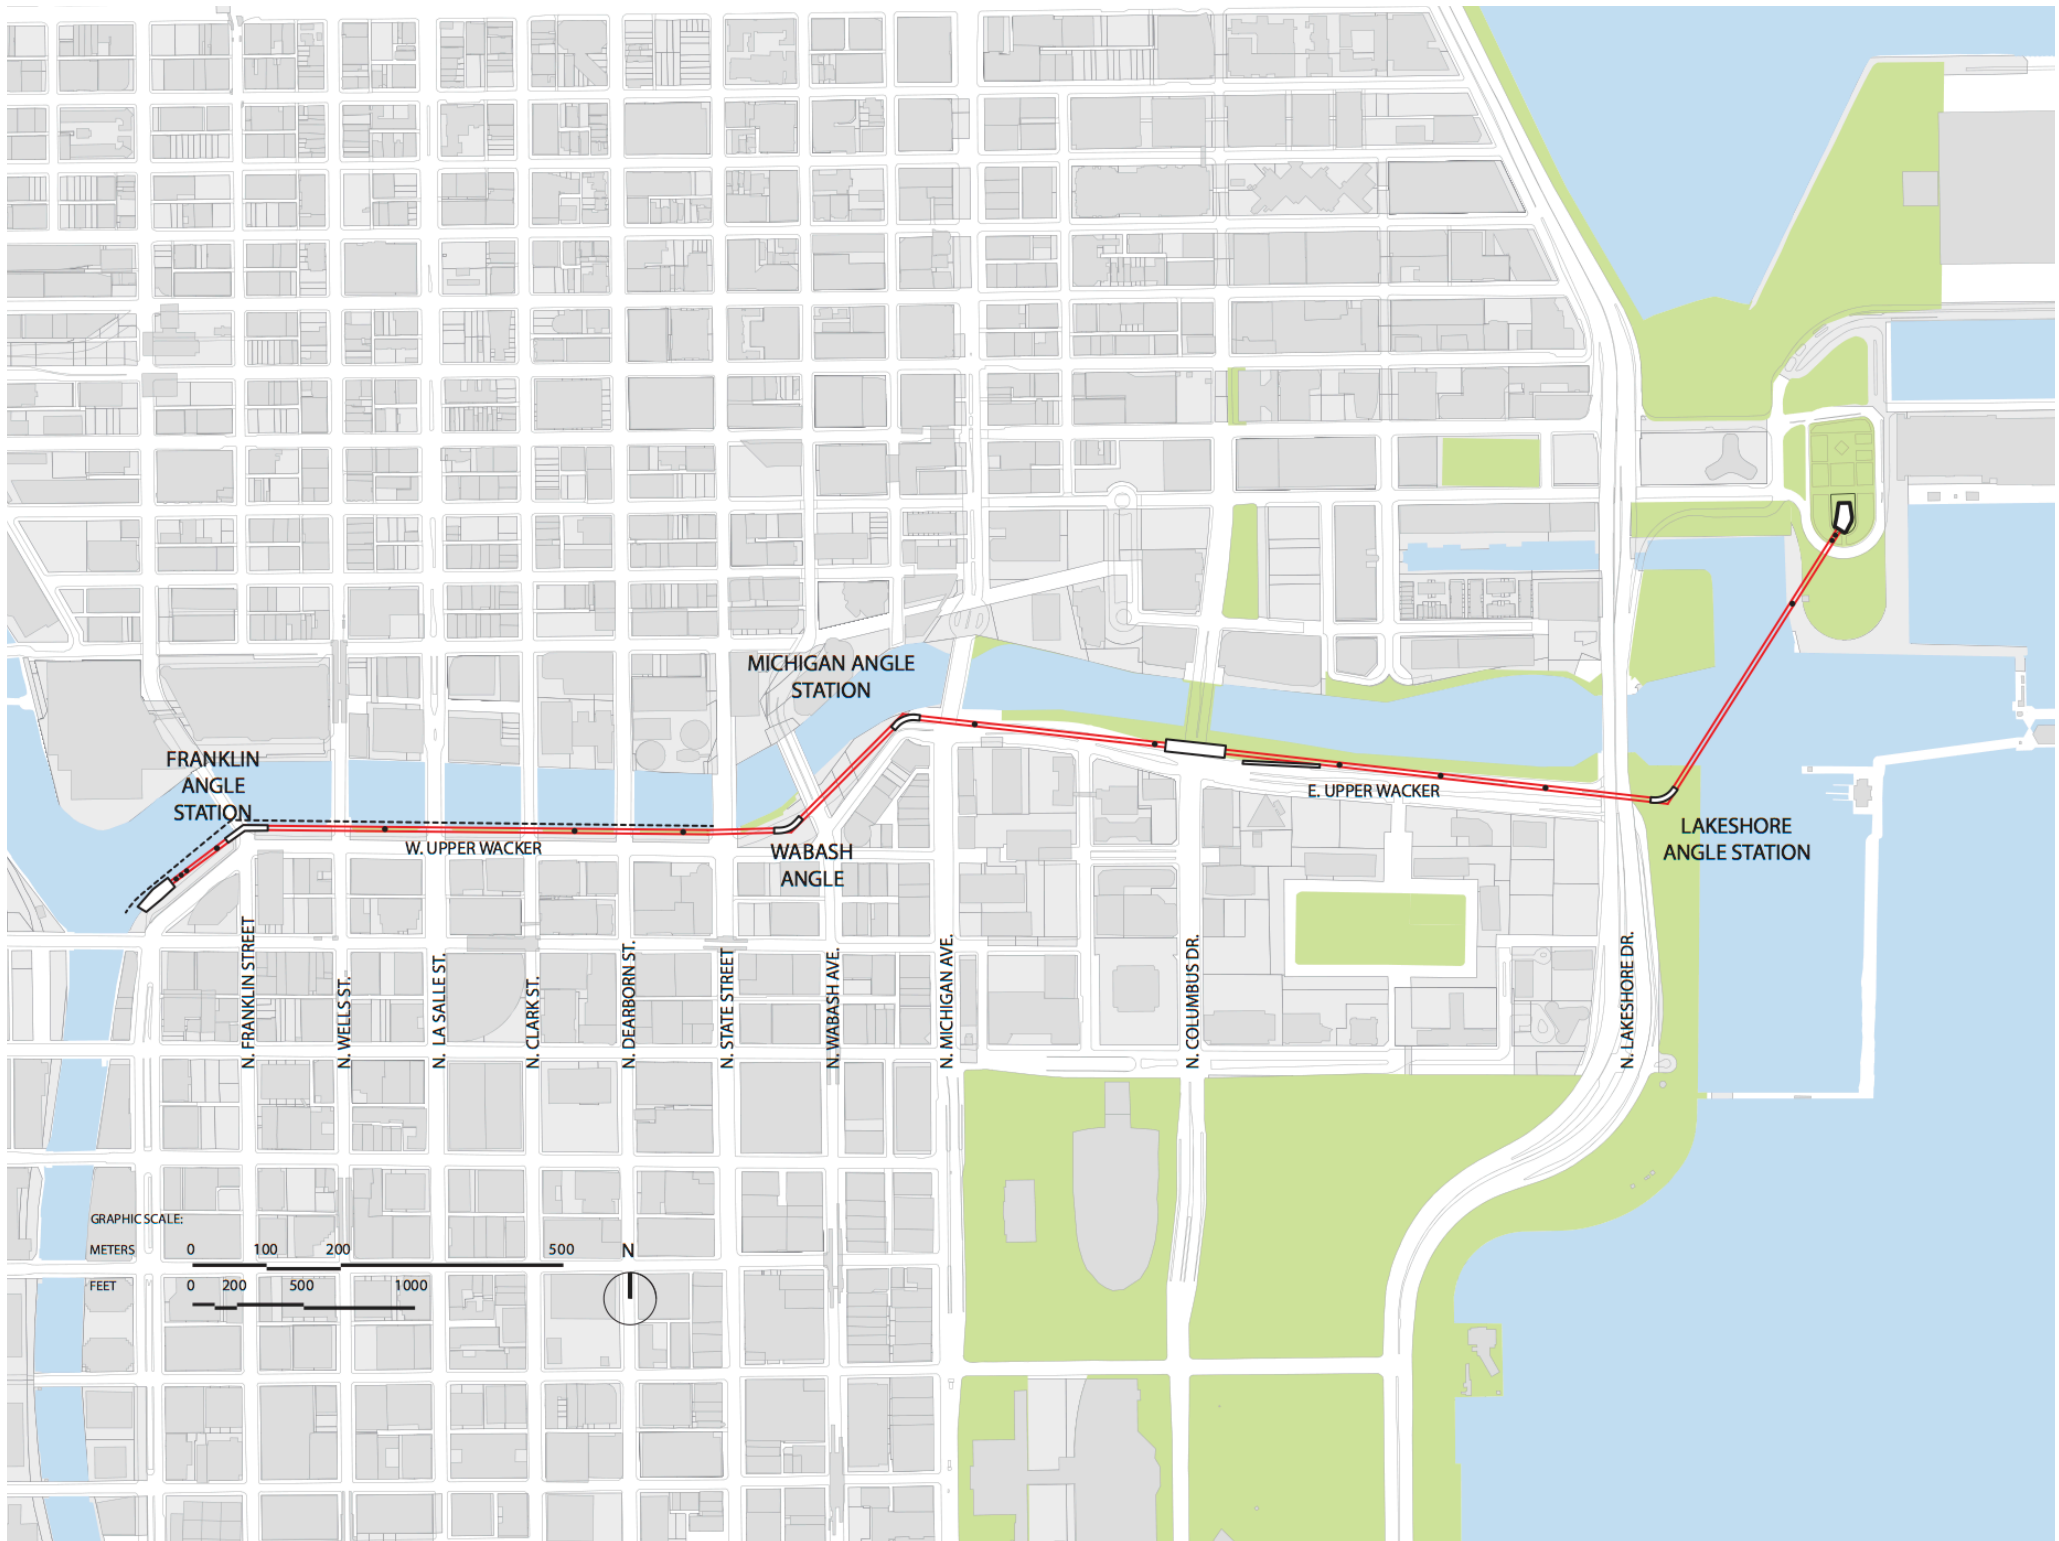 MICHIGAN ANGLE
STATION
FRANKLIN
ANGLE
STATION
E. UPPER WACKER
W. UPPER WACKER
WABASH
ANGLE
LAKESHORE
ANGLE STATION
N. FRANKLIN STREET
N. WELLS ST.
N. LA SALLE ST.
N. CLARK ST.
N. DEARBORN ST.
N. STATE STREET
N. WABASH AVE.
N. MICHIGAN AVE.
N. COLUMBUS DR.
N. LAKESHORE DR.
GRAPHIC SCALE:
METERS 0 100 200 500
N
FEET 0 200 500 1000